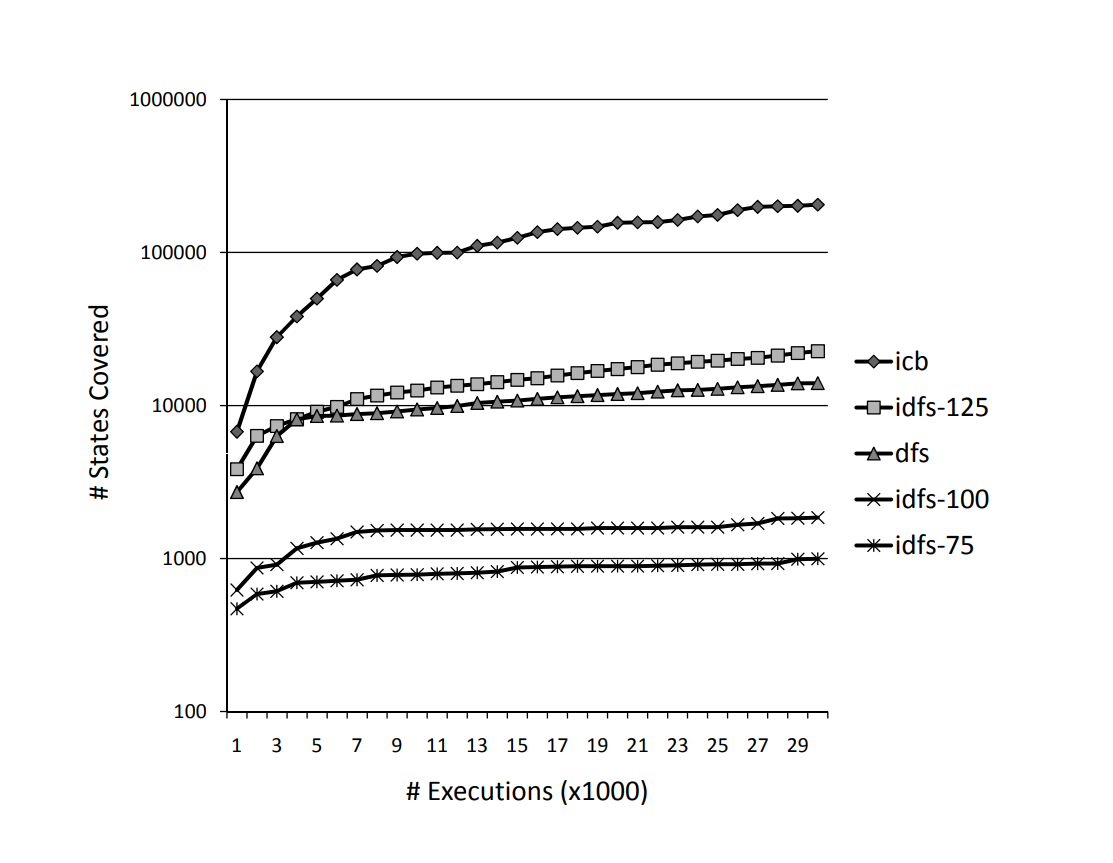 1000000
100000
10000
1000
100
# States Covered
1 3 5 7 9 11 13 15 17 19 21 23 25 27 29
# Executions (x1000)
icb
idfs-125
dfs
idfs-100
idfs-75